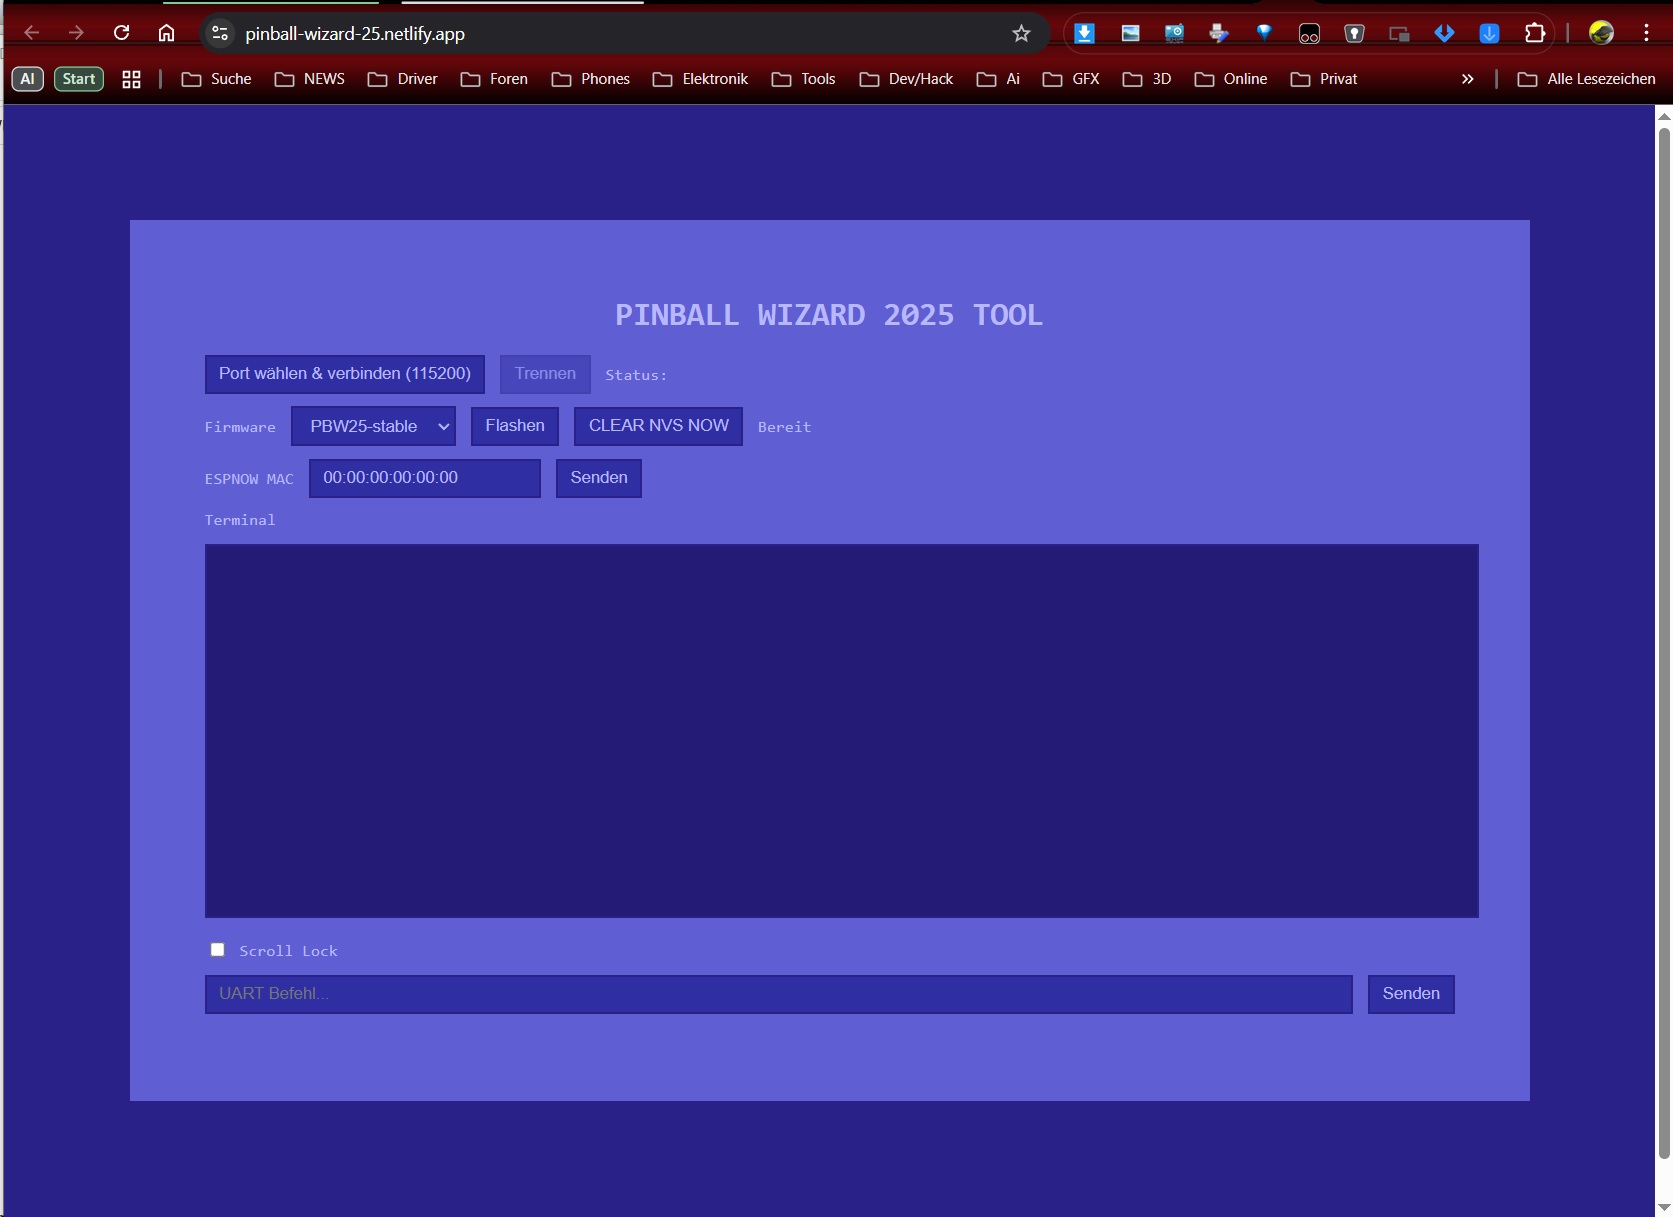 pinball-wizard-25.netlify.app
AI Start Suche NEWS Driver Foren Phones Elektronik Tools Dev/Hack Ai GFX 3D Online Privat » Alle Lesezeichen
PINBALL WIZARD 2025 TOOL
Port wählen & verbinden (115200) Trennen Status:
Firmware PBW25-stable Flashen CLEAR NVS NOW Bereit
ESPNOW MAC 00:00:00:00:00:00 Senden
Terminal
Scroll Lock
UART Befehl... Senden